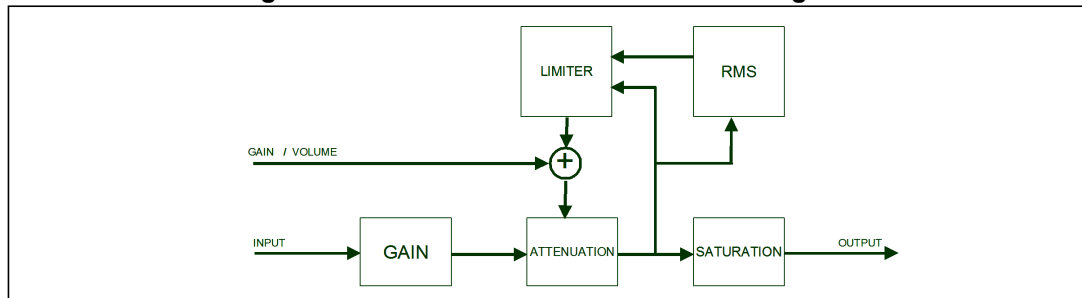 LIMITER
RMS
GAIN / VOLUME
+
INPUT
GAIN
ATTENUATION
SATURATION
OUTPUT